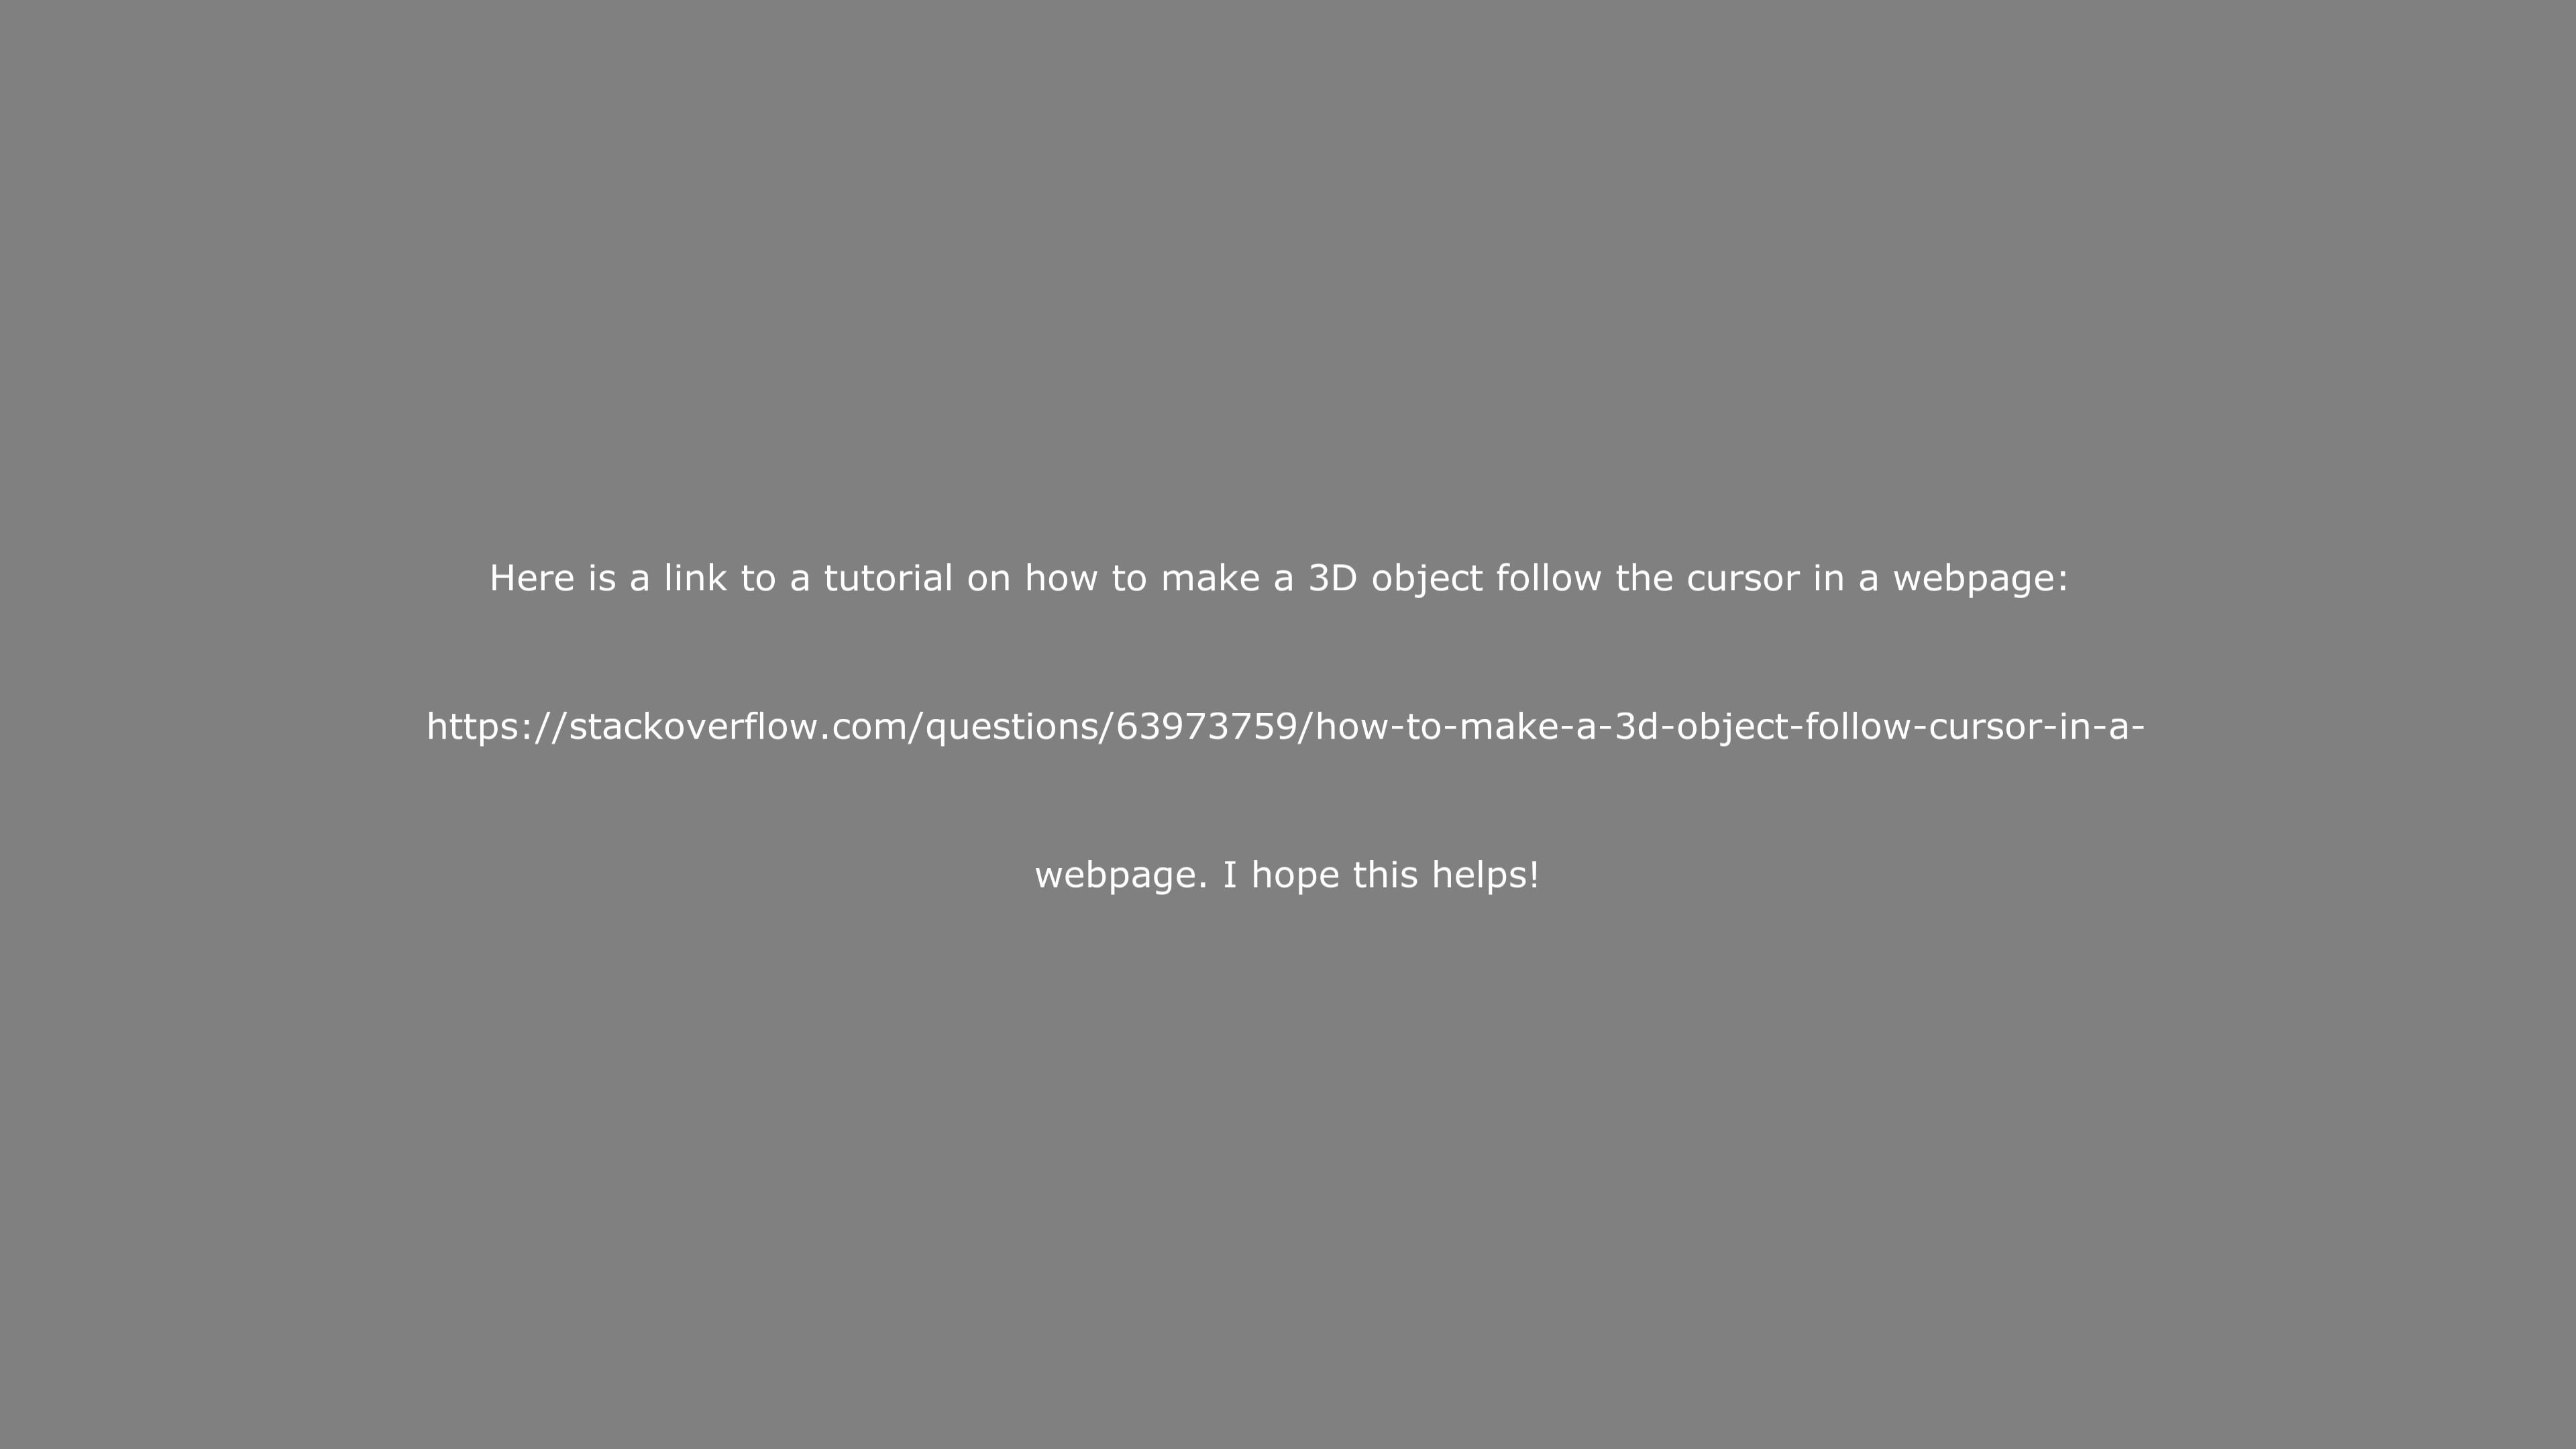 Here is a link to a tutorial on how to make a 3D object follow the cursor in a webpage:
https://stackoverflow.com/questions/63973759/how-to-make-a-3d-object-follow-cursor-in-a-
webpage. I hope this helps!